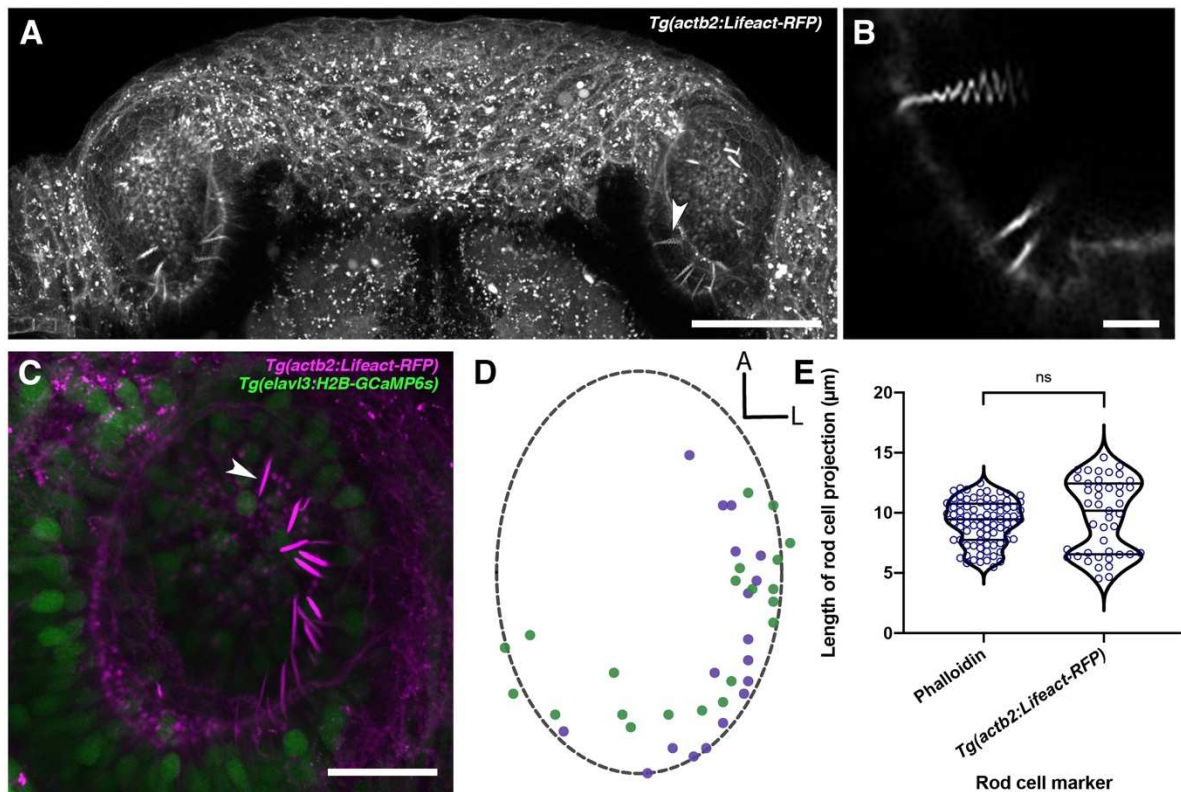 A
Tg(actb2:Lifeact-RFP)
B
C
Tg(actb2:Lifeact-RFP)
Tg(elavl3:H2B-GCaMP6s)
D
A
L
E
ns
Length of rod cell projection (µm)
20
15
10
5
0
Phalloidin
Tg(actb2:Lifeact-RFP)
Rod cell marker